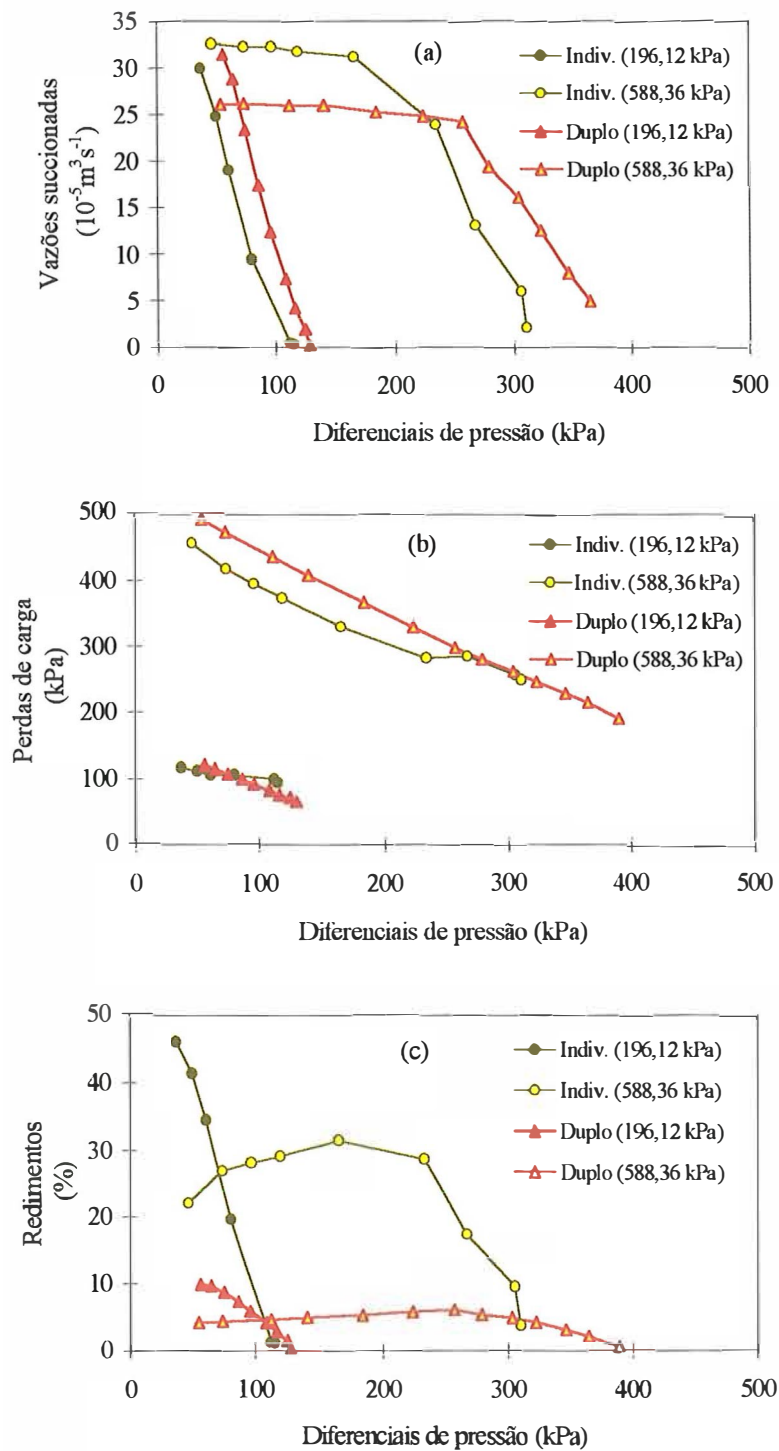 (a)
Indiv. (196,12 kPa)
Indiv. (588,36 kPa)
Duplo (196,12 kPa)
Duplo (588,36 kPa)
Vazões succionadas
(10⁻⁵m³s⁻¹)
35
30
25
20
15
10
5
0
0 100 200 300 400 500
Diferenciais de pressão (kPa)
(b)
Indiv. (196,12 kPa)
Indiv. (588,36 kPa)
Duplo (196,12 kPa)
Duplo (588,36 kPa)
Perdas de carga
(kPa)
500
400
300
200
100
0
0 100 200 300 400 500
Diferenciais de pressão (kPa)
(c)
Indiv. (196,12 kPa)
Indiv. (588,36 kPa)
Duplo (196,12 kPa)
Duplo (588,36 kPa)
Redimentos
(%)
50
40
30
20
10
0
0 100 200 300 400 500
Diferenciais de pressão (kPa)